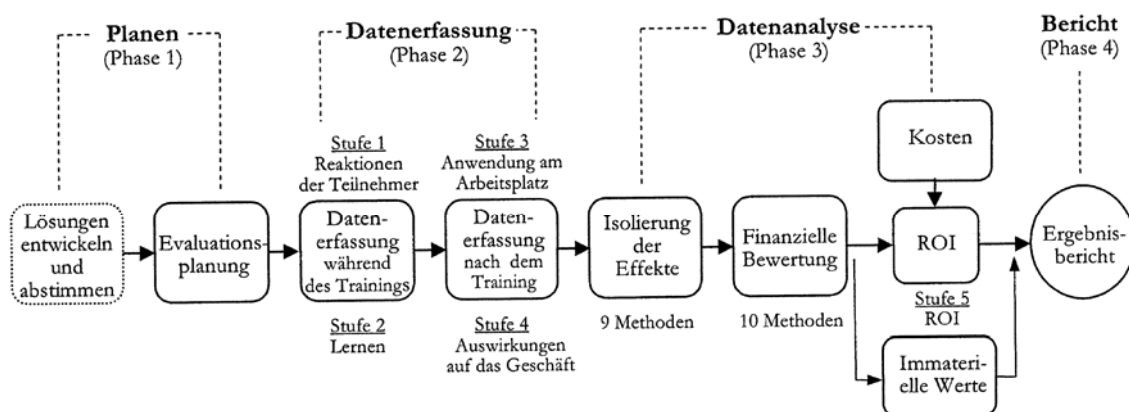 Planen
(Phase 1)
Datenerfassung
(Phase 2)
Datenanalyse
(Phase 3)
Bericht
(Phase 4)
Lösungen
entwickeln
und
abstimmen
Evaluations-
planung
Stufe 1
Reaktionen
der Teilnehmer
Daten-
erfassung
während
des Trainings
Stufe 2
Lernen
Stufe 3
Anwendung am
Arbeitsplatz
Daten-
erfassung
nach dem
Training
Stufe 4
Auswirkungen
auf das Geschäft
Isolierung
der
Effekte
9 Methoden
Finanzielle
Bewertung
10 Methoden
Kosten
ROI
Stufe 5
ROI
Immateri-
elle Werte
Ergebnis-
bericht